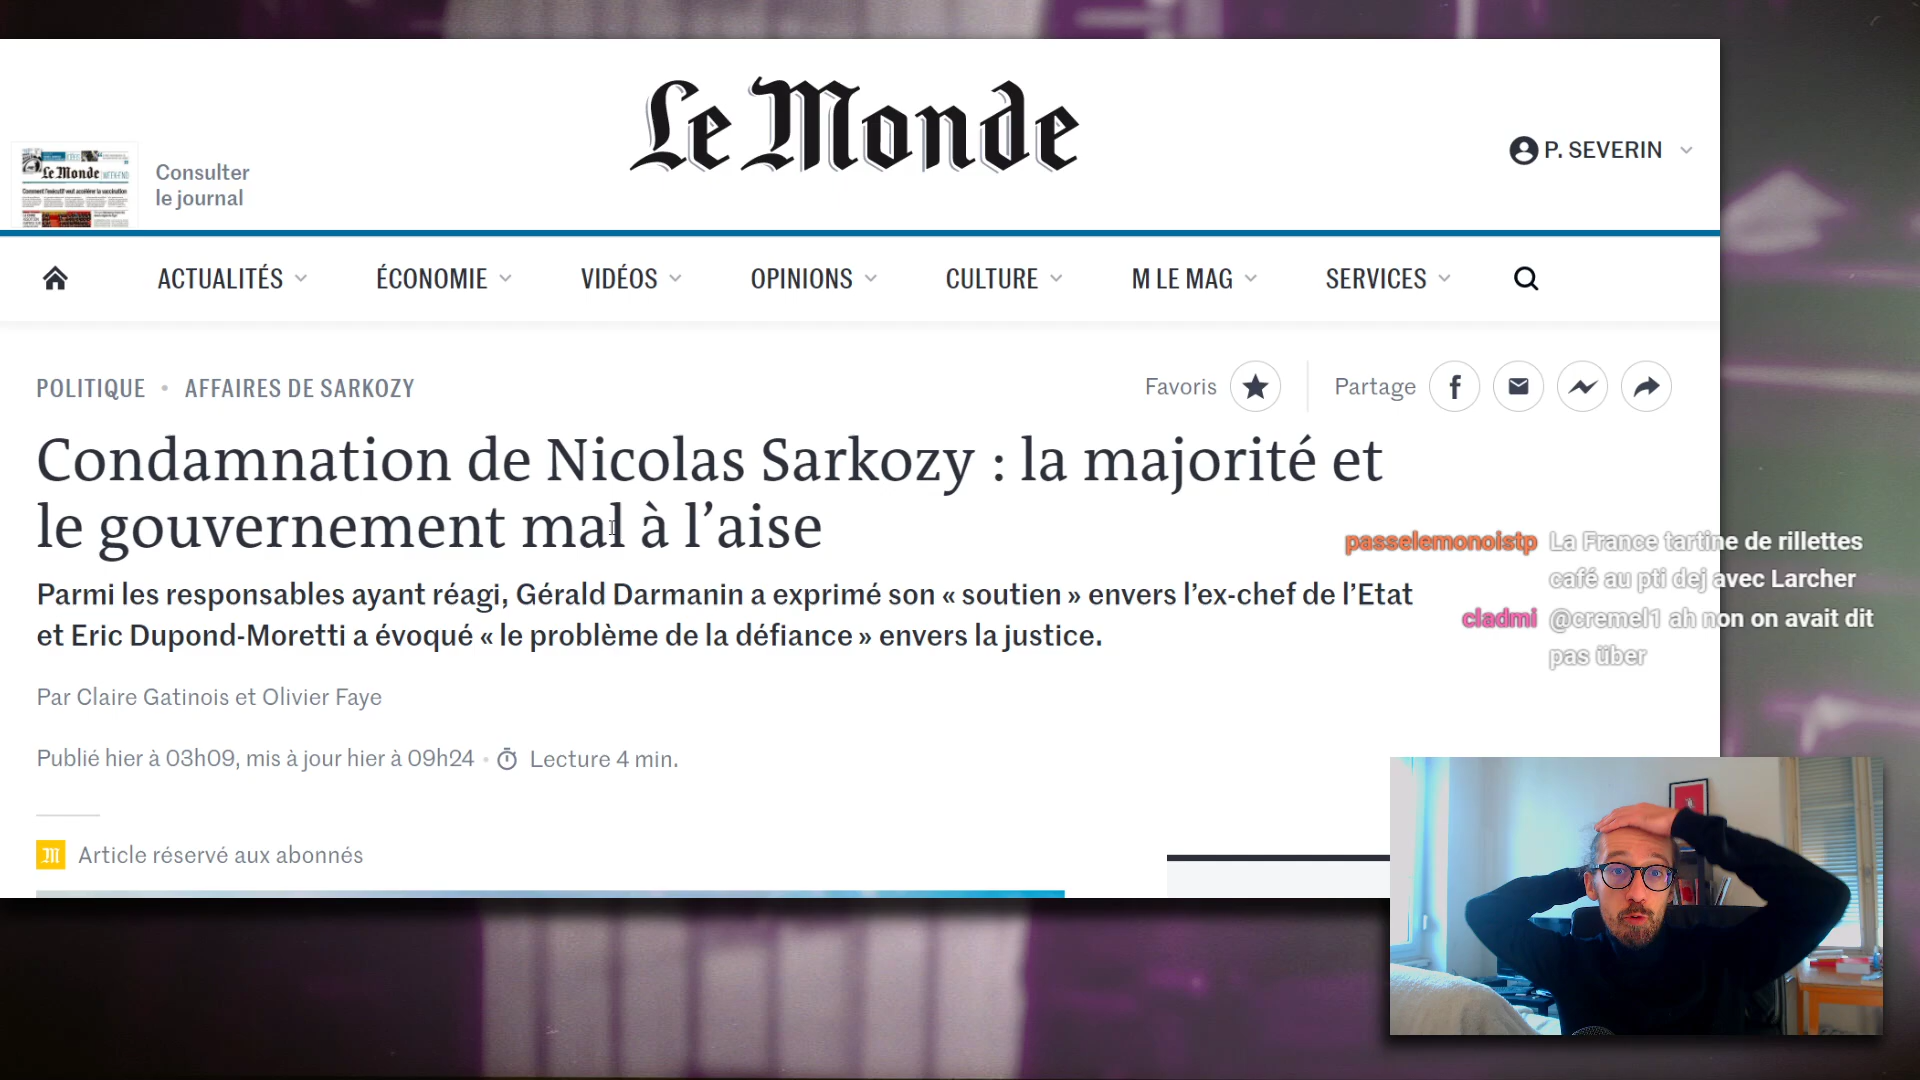 Le Monde
Le Monde
Consulter
le journal
P. SEVERIN
ACTUALITÉS
ÉCONOMIE
VIDÉOS
OPINIONS
CULTURE
M LE MAG
SERVICES
POLITIQUE • AFFAIRES DE SARKOZY
Favoris
Partage
Condamnation de Nicolas Sarkozy : la majorité et
le gouvernement mal à l’aise
passelemonoistp La France tartine de rillettes
café au pti dej avec Larcher
cladmi @cremel1 ah non on avait dit
pas über
Parmi les responsables ayant réagi, Gérald Darmanin a exprimé son « soutien » envers l’ex-chef de l’Etat
et Eric Dupond-Moretti a évoqué « le problème de la défiance » envers la justice.
Par Claire Gatinois et Olivier Faye
Publié hier à 03h09, mis à jour hier à 09h24 • Lecture 4 min.
Article réservé aux abonnés